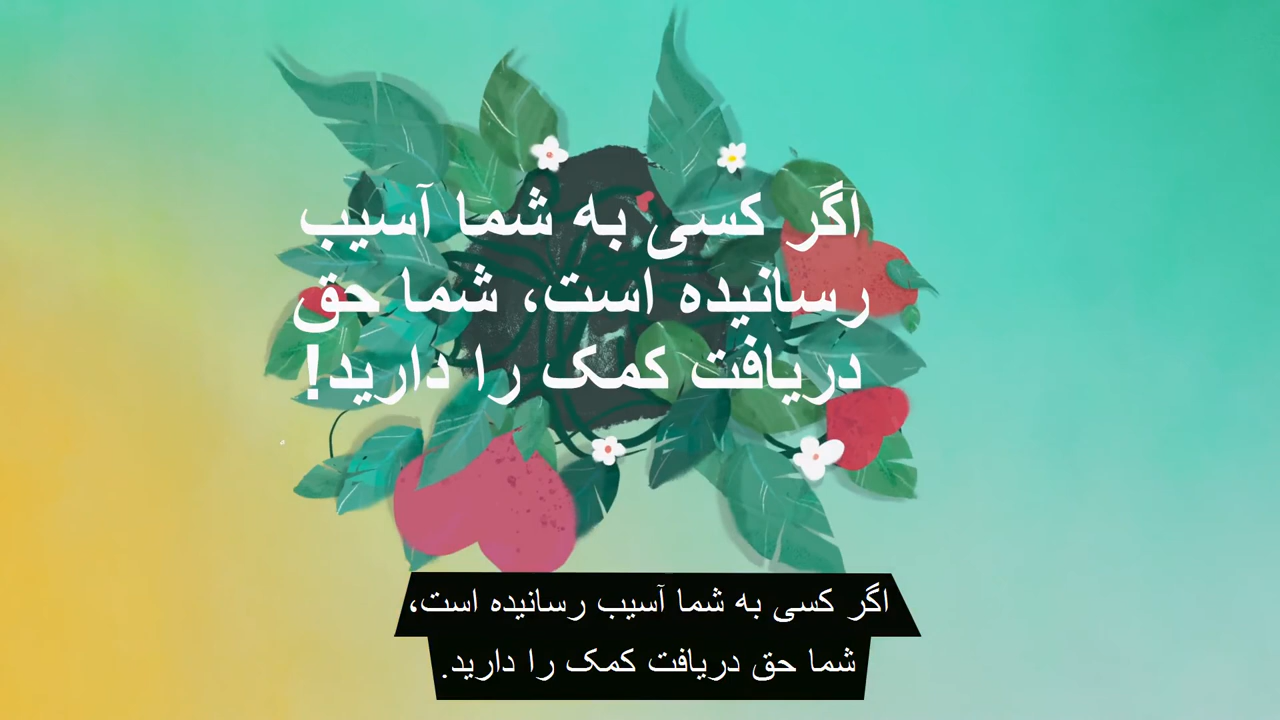 اگر کسی به شما آسیب
رسانیده است، شما حق
دریافت کمک را دارید!
اگر کسی به شما آسیب رسانیده است،
شما حق دریافت کمک را دارید.